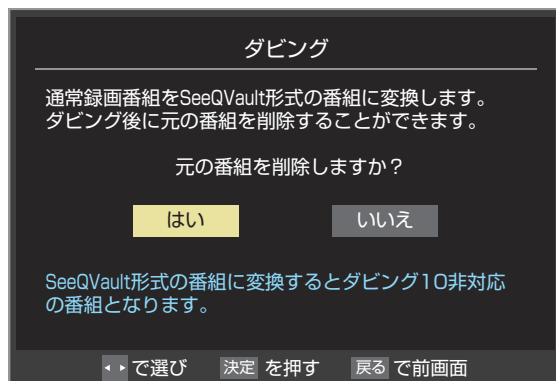 ダビング
通常録画番組をSeeQVault形式の番組に変換します。
ダビング後に元の番組を削除することができます。
元の番組を削除しますか？
はい いいえ
SeeQVault形式の番組に変換するとダビング10非対応
の番組となります。
で選び 決定 を押す 戻る で前画面